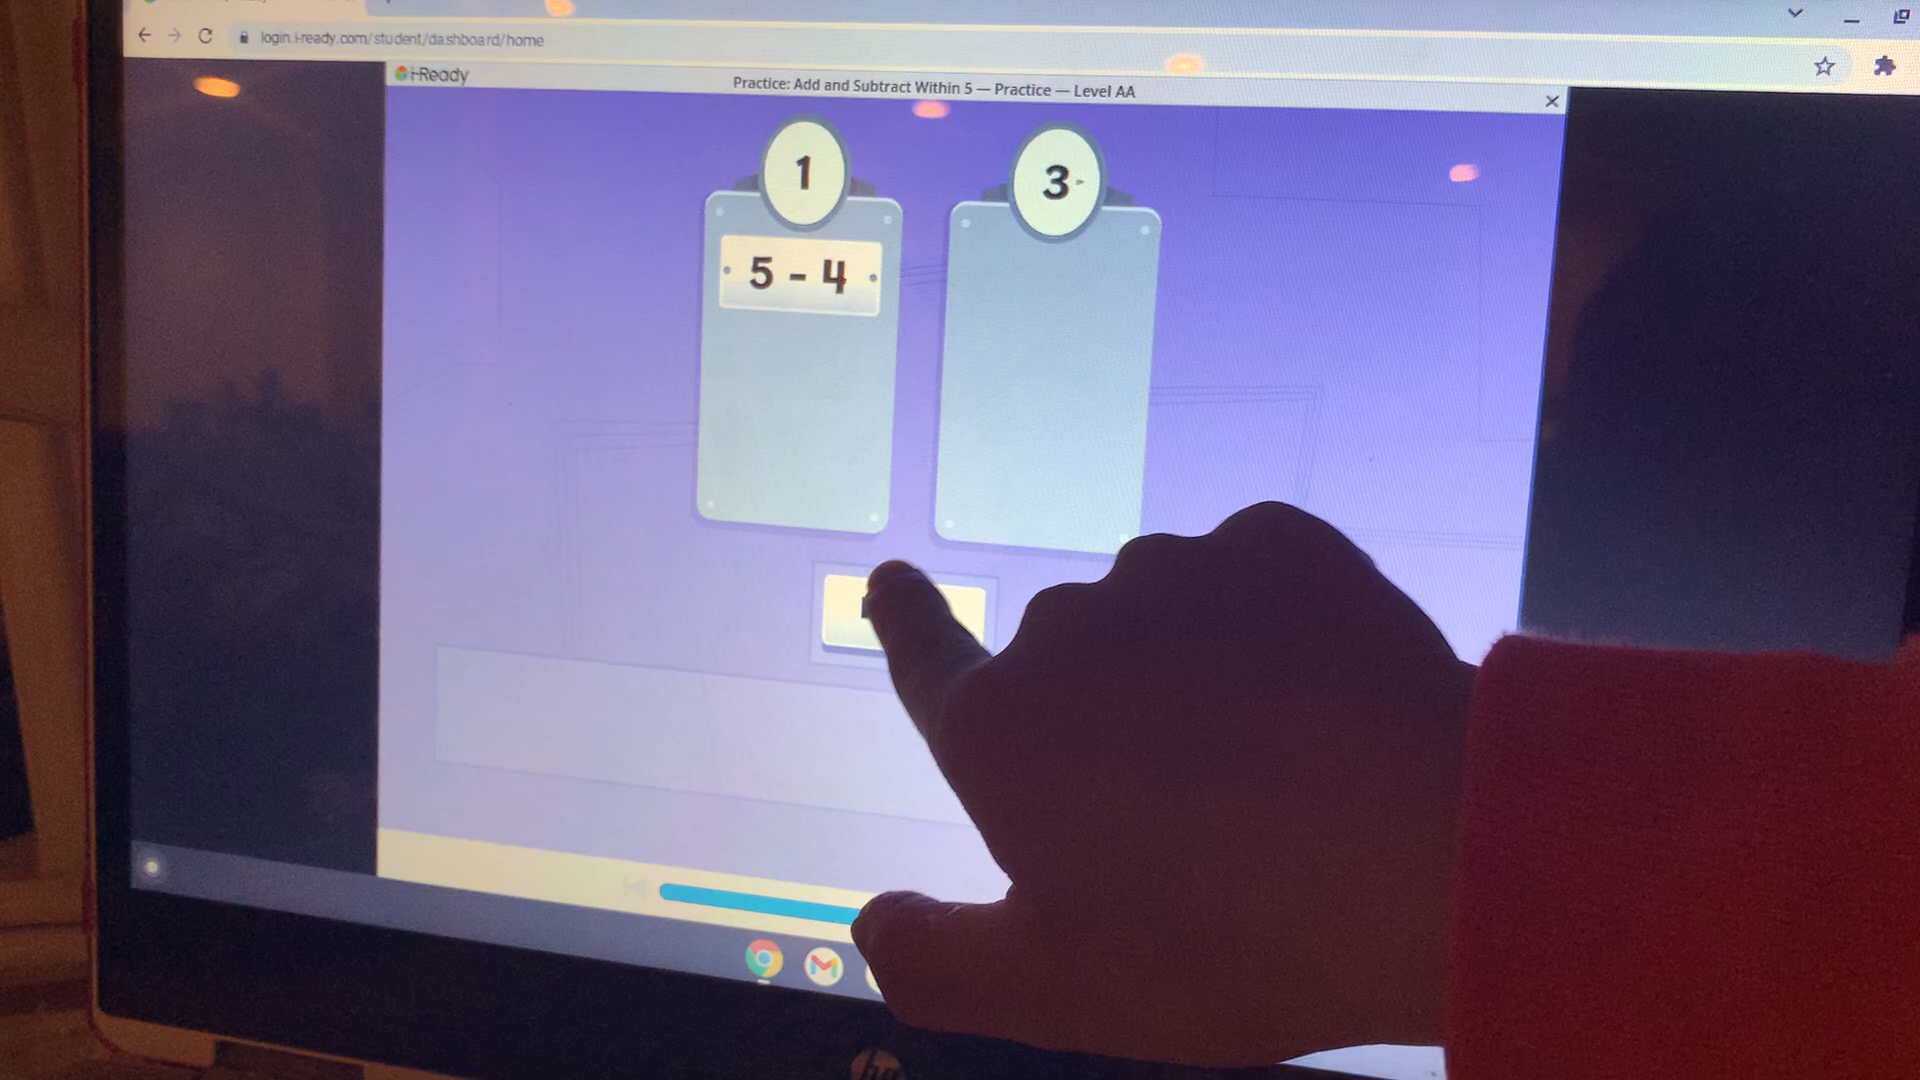 login.i-ready.com/student/dashboard/home
i-Ready
Practice: Add and Subtract Within 5 — Practice — Level AA
1
3
5 - 4
hp